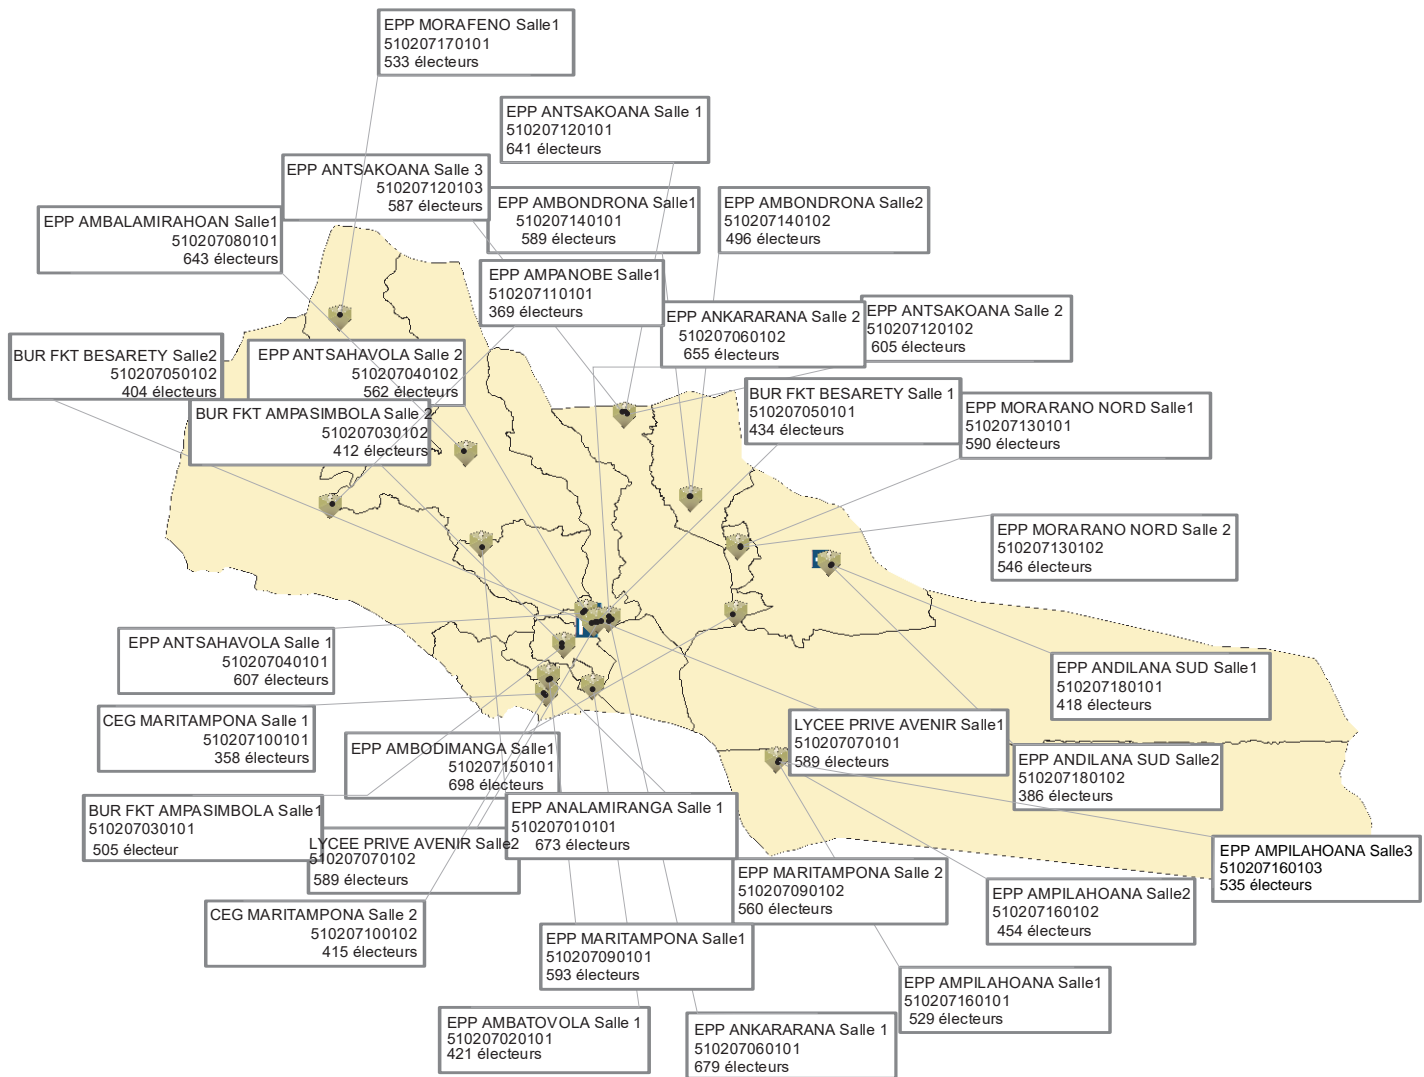 EPP MORAFENO Salle1
510207170101
533 électeurs
EPP ANTSAKOANA Salle 1
510207120101
641 électeurs
EPP ANTSAKOANA Salle 3
510207120103
587 électeurs
EPP AMBONDRONA Salle1
510207140101
589 électeurs
EPP AMBONDRONA Salle2
510207140102
496 électeurs
EPP AMBALAMIRAHOAN Salle1
510207080101
643 électeurs
EPP AMPANOBE Salle1
510207110101
369 électeurs
EPP ANKARARANA Salle 2
510207060102
655 électeurs
EPP ANTSAKOANA Salle 2
510207120102
605 électeurs
BUR FKT BESARETY Salle2
510207050102
404 électeurs
EPP ANTSAHAVOLA Salle 2
510207040102
562 électeurs
BUR FKT AMPASIMBOLA Salle 2
510207030102
412 électeurs
BUR FKT BESARETY Salle 1
510207050101
434 électeurs
EPP MORARANO NORD Salle1
510207130101
590 électeurs
EPP MORARANO NORD Salle 2
510207130102
546 électeurs
EPP ANTSAHAVOLA Salle 1
510207040101
607 électeurs
EPP ANDILANA SUD Salle1
510207180101
418 électeurs
CEG MARITAMPONA Salle 1
510207100101
358 électeurs
LYCEE PRIVE AVENIR Salle1
510207070101
589 électeurs
EPP AMBODIMANGA Salle1
510207150101
698 électeurs
EPP ANDILANA SUD Salle2
510207180102
386 électeurs
BUR FKT AMPASIMBOLA Salle1
510207030101
505 électeur
EPP ANALAMIRANGA Salle 1
510207010101
673 électeurs
LYCEE PRIVE AVENIR Salle2
510207070102
589 électeurs
EPP AMPILAHOANA Salle3
510207160103
535 électeurs
EPP MARITAMPONA Salle 2
510207090102
560 électeurs
EPP AMPILAHOANA Salle2
510207160102
454 électeurs
CEG MARITAMPONA Salle 2
510207100102
415 électeurs
EPP MARITAMPONA Salle1
510207090101
593 électeurs
EPP AMPILAHOANA Salle1
510207160101
529 électeurs
EPP AMBATOVOLA Salle 1
510207020101
421 électeurs
EPP ANKARARANA Salle 1
510207060101
679 électeurs